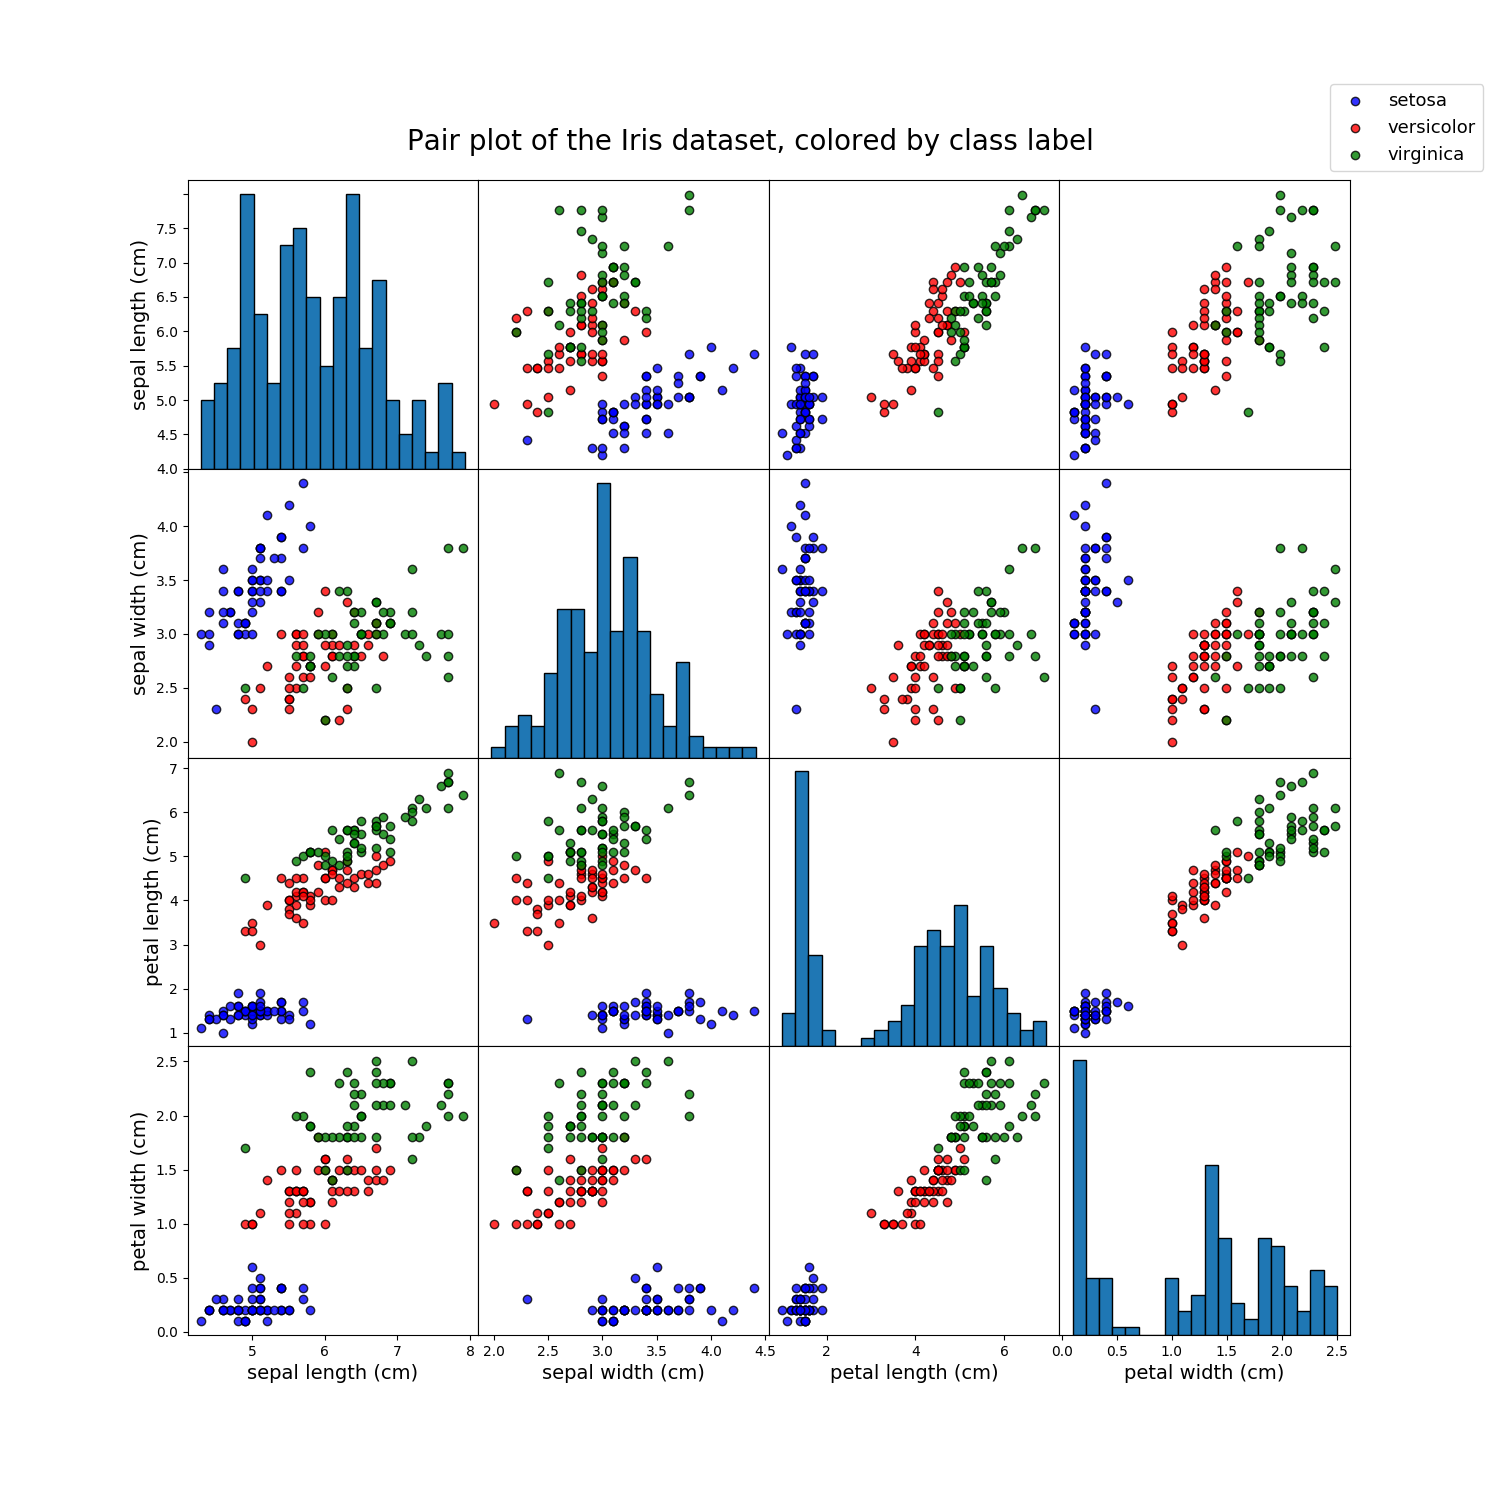 setosa
versicolor
virginica
Pair plot of the Iris dataset, colored by class label
sepal length (cm)
7.5
7.0
6.5
6.0
5.5
5.0
4.5
4.0
sepal width (cm)
4.0
3.5
3.0
2.5
2.0
petal length (cm)
7
6
5
4
3
2
1
petal width (cm)
2.5
2.0
1.5
1.0
0.5
0.0
5 6 7 8 2.0 2.5 3.0 3.5 4.0 4.5 2 4 6 0.0 0.5 1.0 1.5 2.0 2.5
sepal length (cm) sepal width (cm) petal length (cm) petal width (cm)